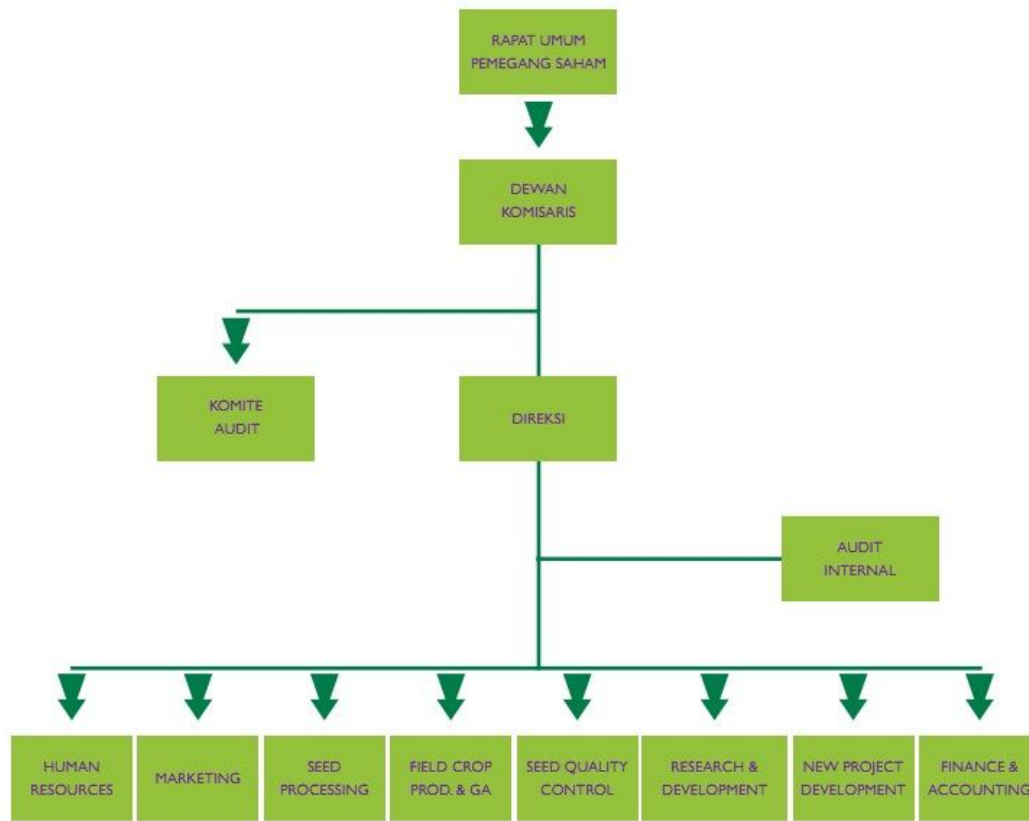 RAPAT UMUM
PEMEGANG SAHAM
DEWAN
KOMISARIS
KOMITE
AUDIT
DIREKSI
AUDIT
INTERNAL
HUMAN
RESOURCES
MARKETING
SEED
PROCESSING
FIELD CROP
PROD. & GA
SEED QUALITY
CONTROL
RESEARCH &
DEVELOPMENT
NEW PROJECT
DEVELOPMENT
FINANCE &
ACCOUNTING